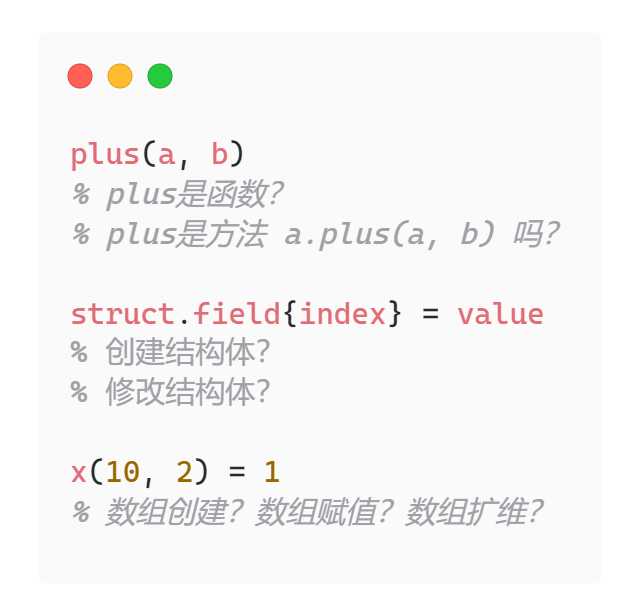 plus(a, b)
% plus是函数?
% plus是方法 a.plus(a, b) 吗?
struct.field{index} = value
% 创建结构体?
% 修改结构体?
x(10, 2) = 1
% 数组创建? 数组赋值? 数组扩维?